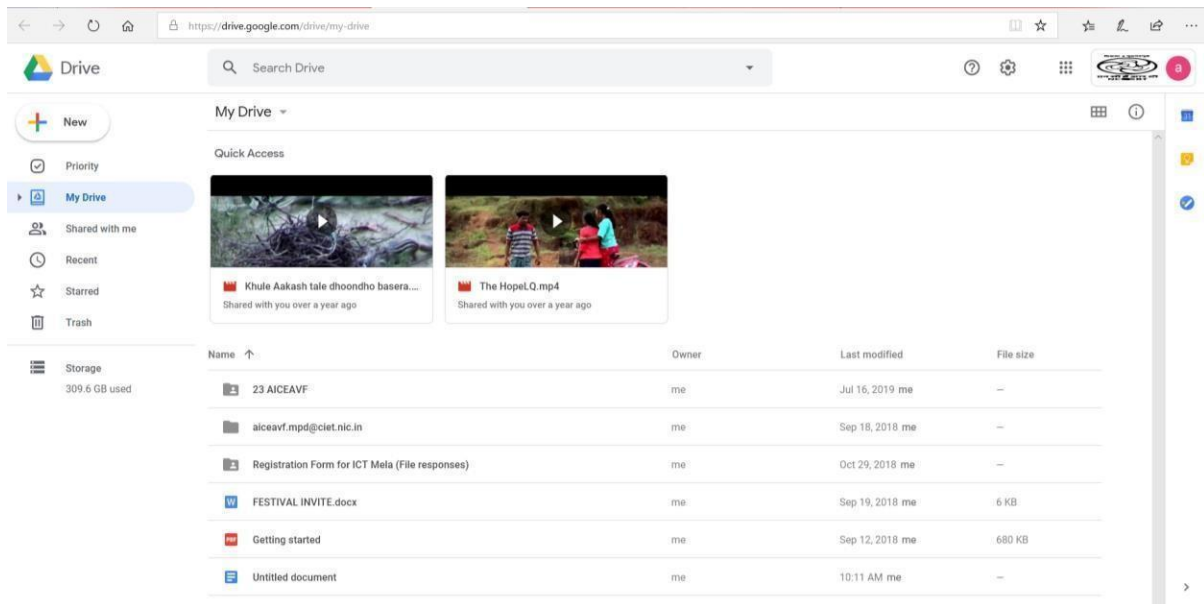 https://drive.google.com/drive/my-drive
Drive
Search Drive
a
New
My Drive
Priority
My Drive
Shared with me
Recent
Starred
Trash
Storage
309.6 GB used
Quick Access
Khule Aakash tale dhoondho basera....
Shared with you over a year ago
The HopeLQ.mp4
Shared with you over a year ago
Name Owner Last modified File size
23 AICEAVF me Jul 16, 2019 me —
aiceavf.mpd@ciet.nic.in me Sep 18, 2018 me —
Registration Form for ICT Mela (File responses) me Oct 29, 2018 me —
W FESTIVAL INVITE.docx me Sep 19, 2018 me 6 KB
PDF Getting started me Sep 12, 2018 me 680 KB
Untitled document me 10:11 AM me —
31